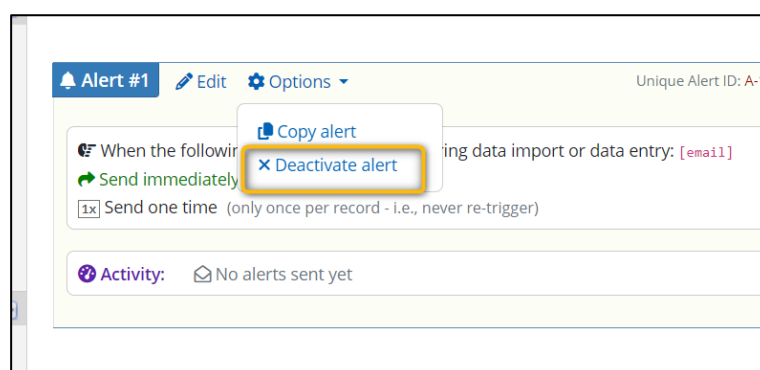 Alert #1 Edit Options Unique Alert ID: A-
Copy alert
When the followin ring data import or data entry: [email]
Deactivate alert
Send immediately
1x Send one time (only once per record - i.e., never re-trigger)
Activity: No alerts sent yet